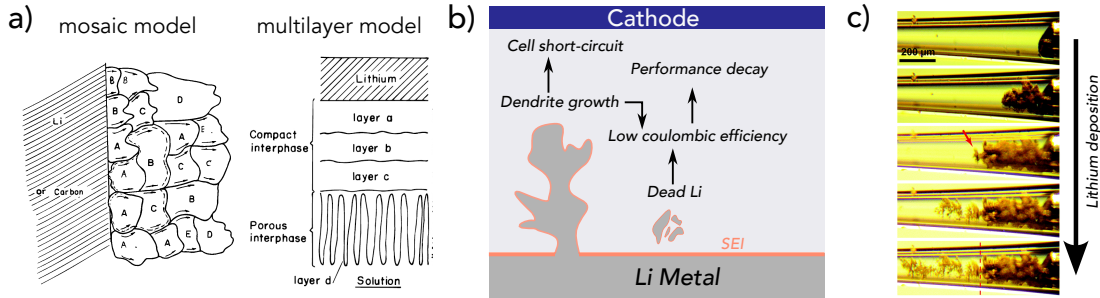 a)
mosaic model
multilayer model
Li
or Carbon
B
B
D
B
C
A
A
E
B
C
C
A
A
C
B
A
A
E
D
Lithium
Compact
interphase
layer a
layer b
layer c
Porous
interphase
layer d
Solution
b)
Cathode
Cell short-circuit
Performance decay
Dendrite growth
Low coulombic efficiency
Dead Li
SEI
Li Metal
c)
200 µm
Lithium deposition